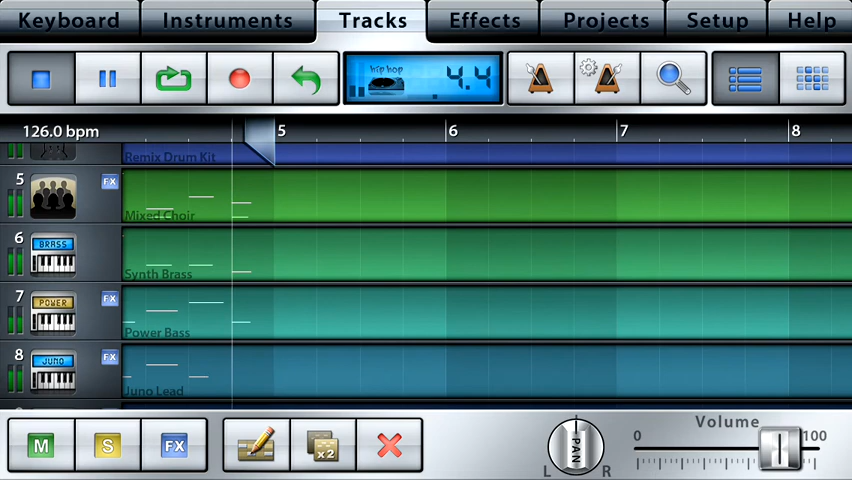 Keyboard Instruments Tracks Effects Projects Setup Help
hip hop 4.4
126.0 bpm 5 6 7 8
Remix Drum Kit
5 FX
Mixed Choir
6 BRASS
Synth Brass
7 POWER FX
Power Bass
8 JUNO FX
Juno Lead
M S FX x2 PAN L R
Volume
0 100